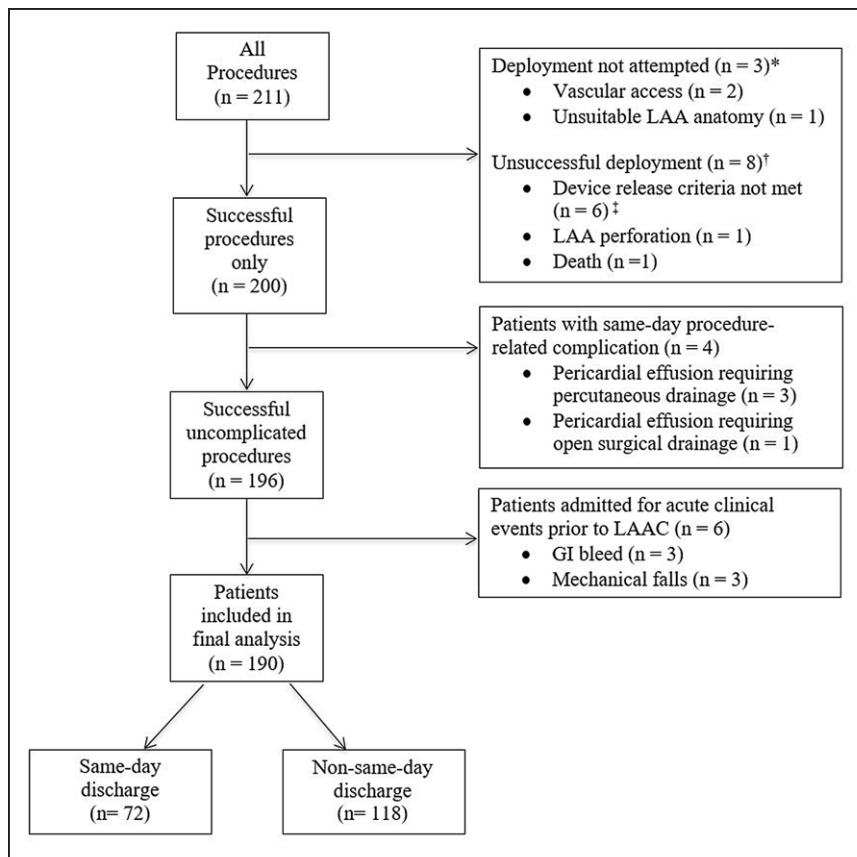 All
Procedures
(n = 211)
Deployment not attempted (n = 3)*
• Vascular access (n = 2)
• Unsuitable LAA anatomy (n = 1)
Unsuccessful deployment (n = 8)†
• Device release criteria not met
(n = 6)‡
• LAA perforation (n = 1)
• Death (n =1)
Successful
procedures
only
(n = 200)
Patients with same-day procedure-
related complication (n = 4)
• Pericardial effusion requiring
percutaneous drainage (n = 3)
• Pericardial effusion requiring
open surgical drainage (n = 1)
Successful
uncomplicated
procedures
(n = 196)
Patients admitted for acute clinical
events prior to LAAC (n = 6)
• GI bleed (n = 3)
• Mechanical falls (n = 3)
Patients
included in
final analysis
(n = 190)
Same-day
discharge
(n= 72)
Non-same-day
discharge
(n= 118)